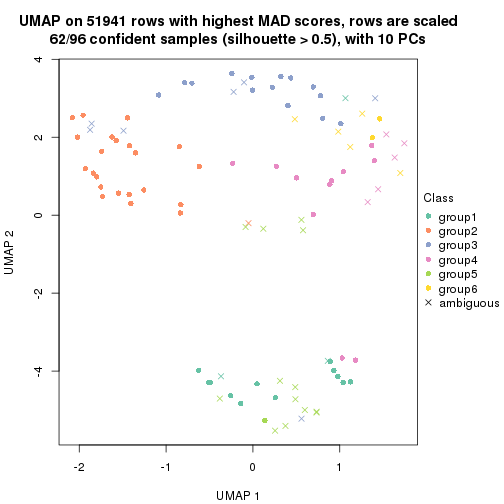 UMAP on 51941 rows with highest MAD scores, rows are scaled
62/96 confident samples (silhouette > 0.5), with 10 PCs
4
2
0
-2
-4
UMAP 2
-2
-1
0
1
UMAP 1
Class
group1
group2
group3
group4
group5
group6
ambiguous